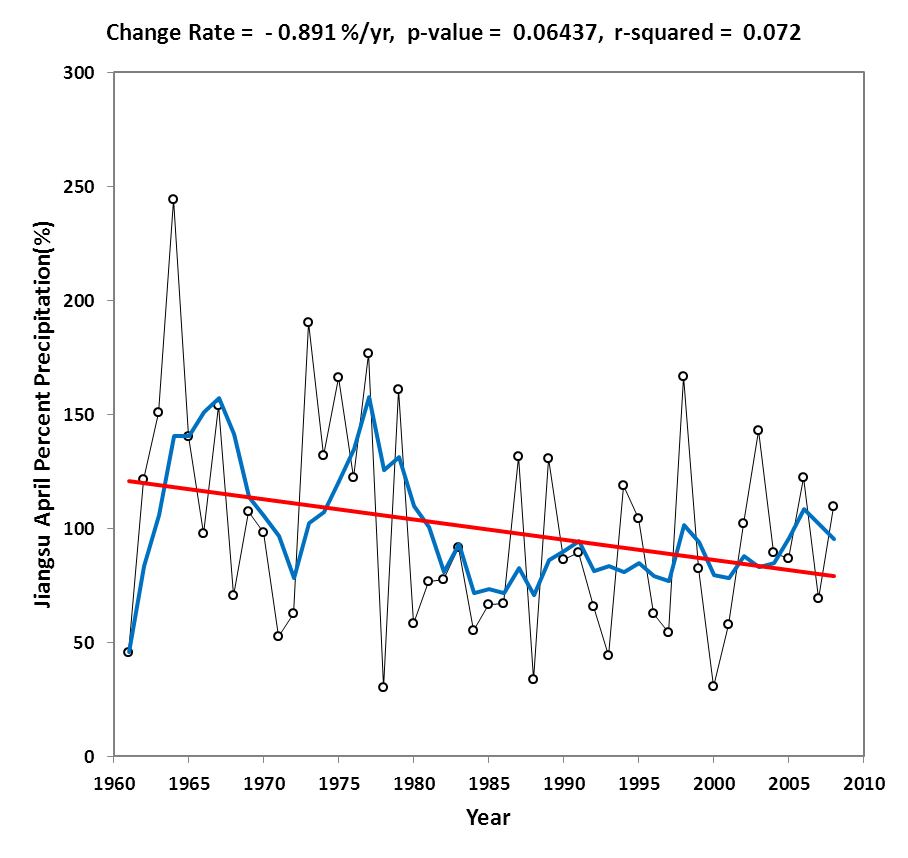 Change Rate = - 0.891 %/yr, p-value = 0.06437, r-squared = 0.072
300
250
200
150
100
50
0
Jiangsu April Percent Precipitation(%)
1960 1965 1970 1975 1980 1985 1990 1995 2000 2005 2010
Year